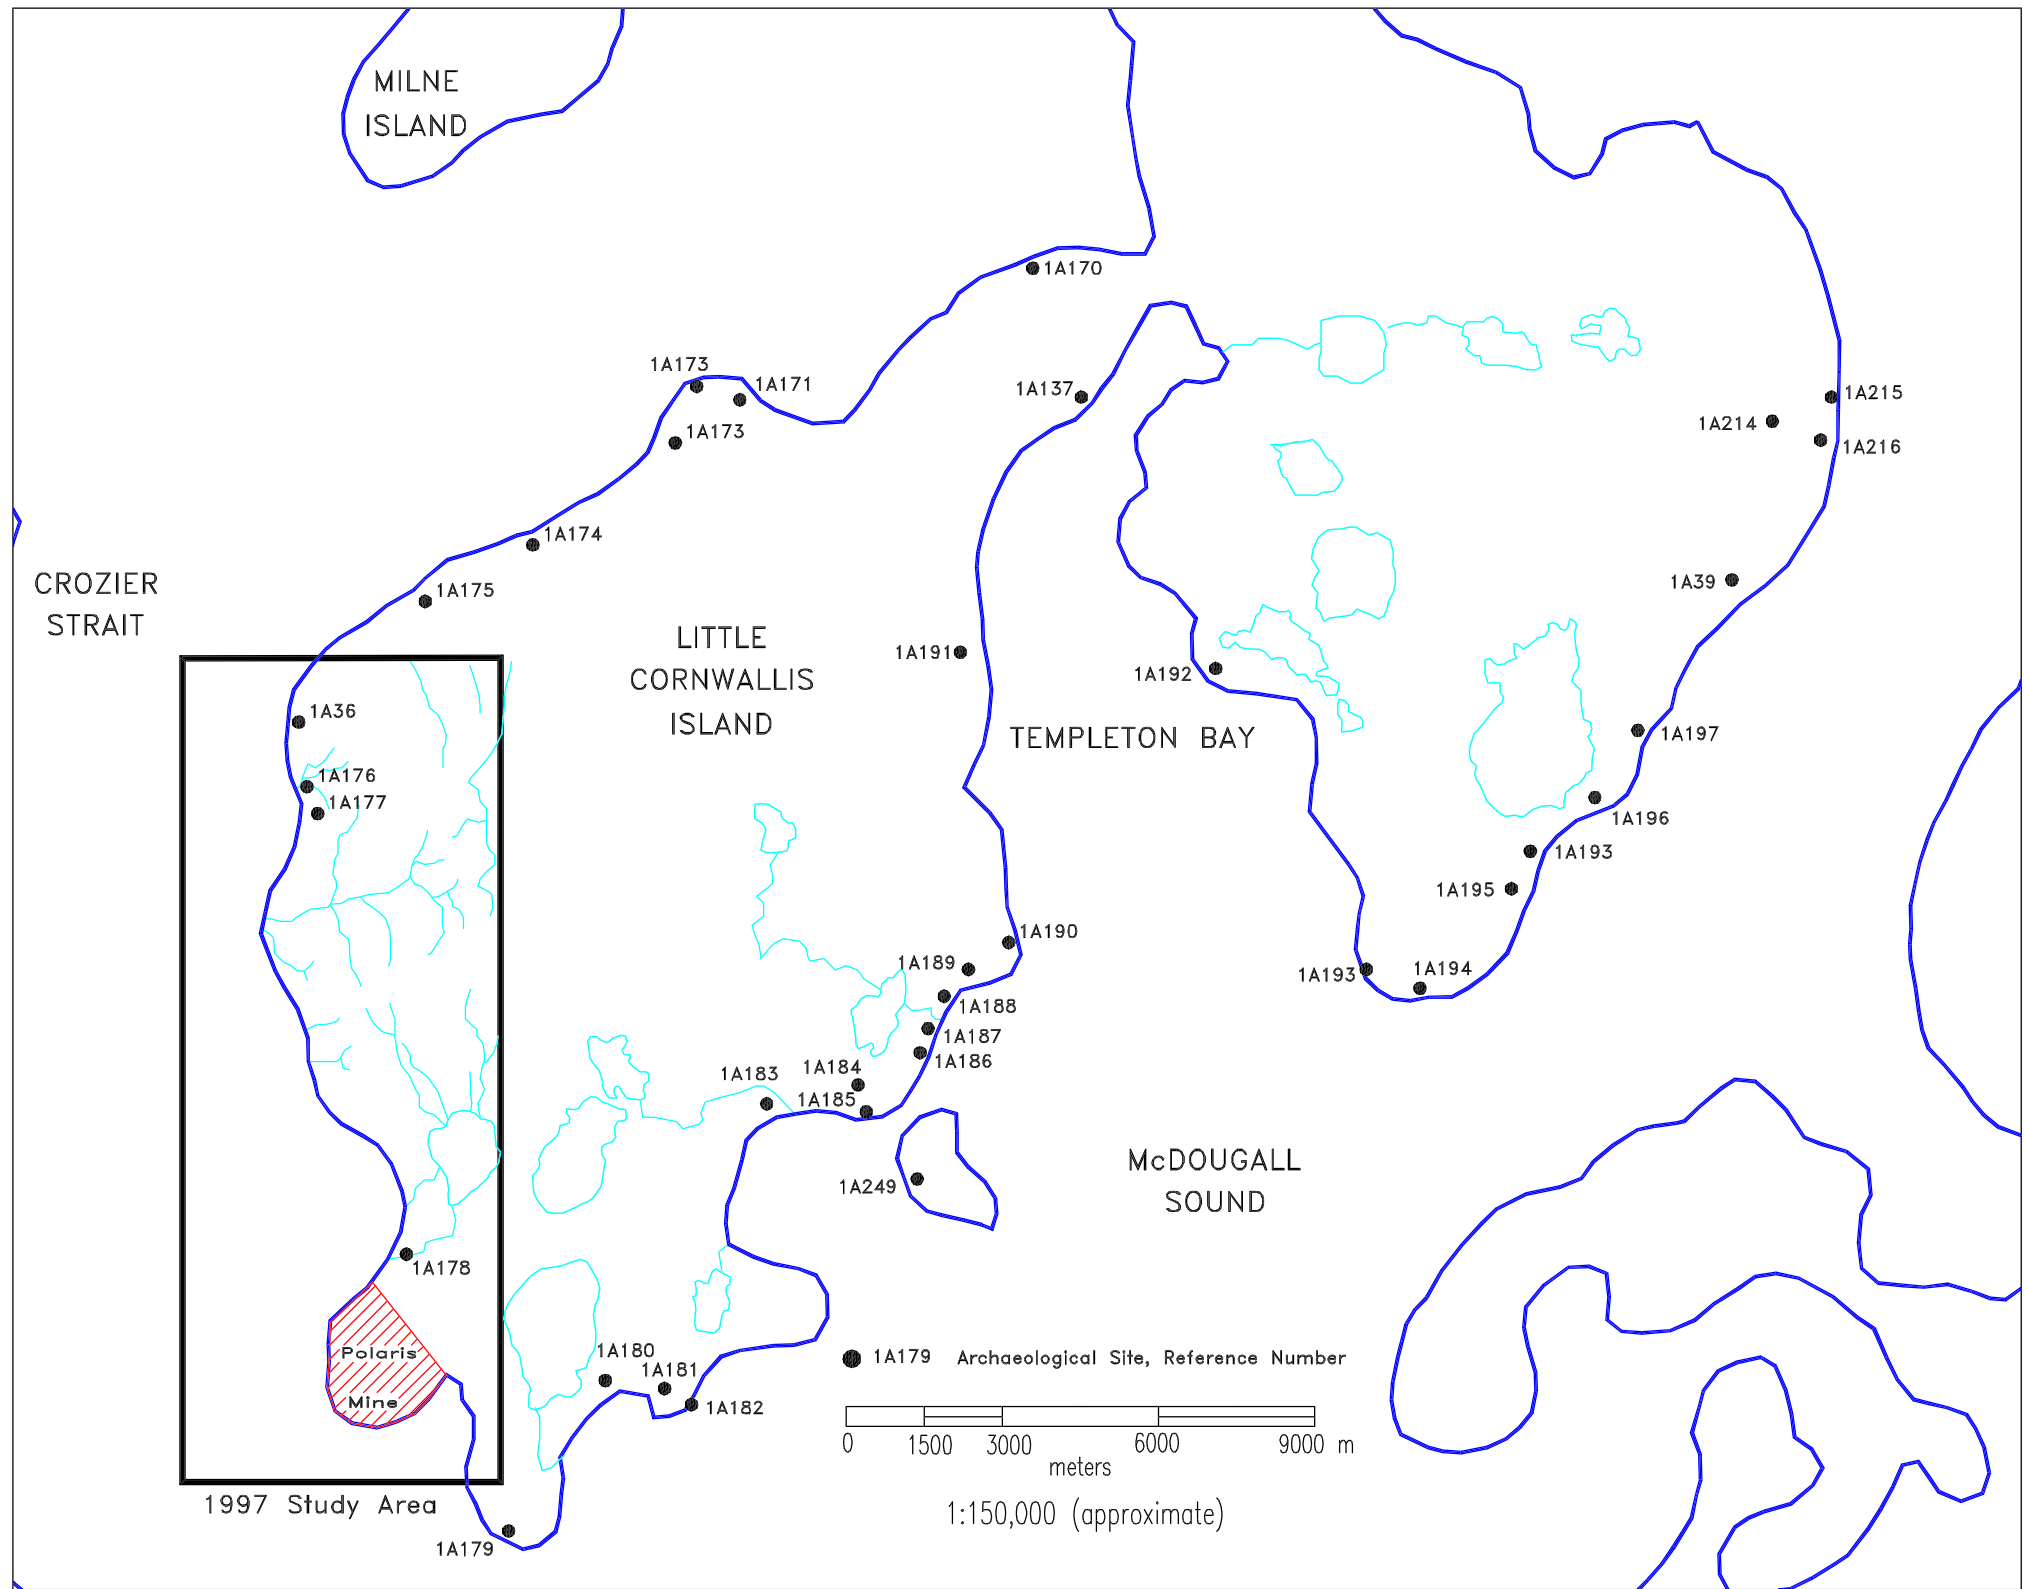 MILNE
ISLAND
1A170
1A173
1A171
1A137
1A173
1A215
1A214
1A216
1A174
CROZIER
STRAIT
1A175
1A39
LITTLE
CORNWALLIS
ISLAND
1A191
1A192
1A36
TEMPLETON BAY
1A197
1A176
1A177
1A196
1A193
1A195
1A190
1A189
1A193
1A194
1A188
1A187
1A186
1A184
1A183
1A185
McDOUGALL
SOUND
1A249
1A178
Polaris
Mine
1A180
1A181
1A182
1A179 Archaeological Site, Reference Number
0 1500 3000 6000 9000 m
meters
1997 Study Area
1:150,000 (approximate)
1A179